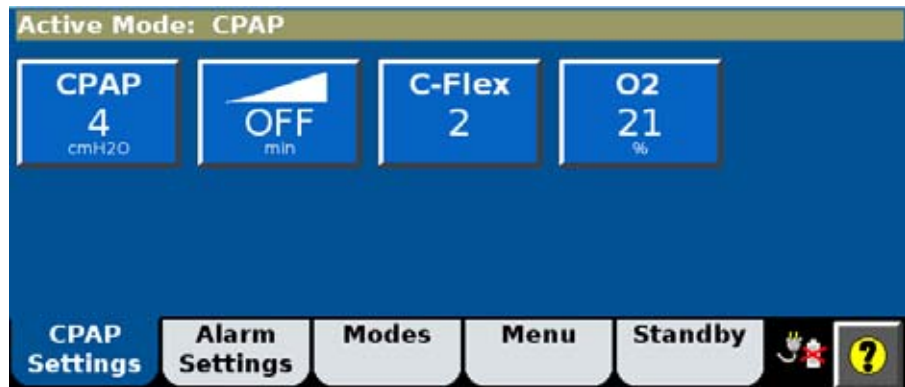 Active Mode: CPAP
CPAP
4
cmH2O
OFF
min
C-Flex
2
O2
21
%
CPAP
Settings
Alarm
Settings
Modes
Menu
Standby
?